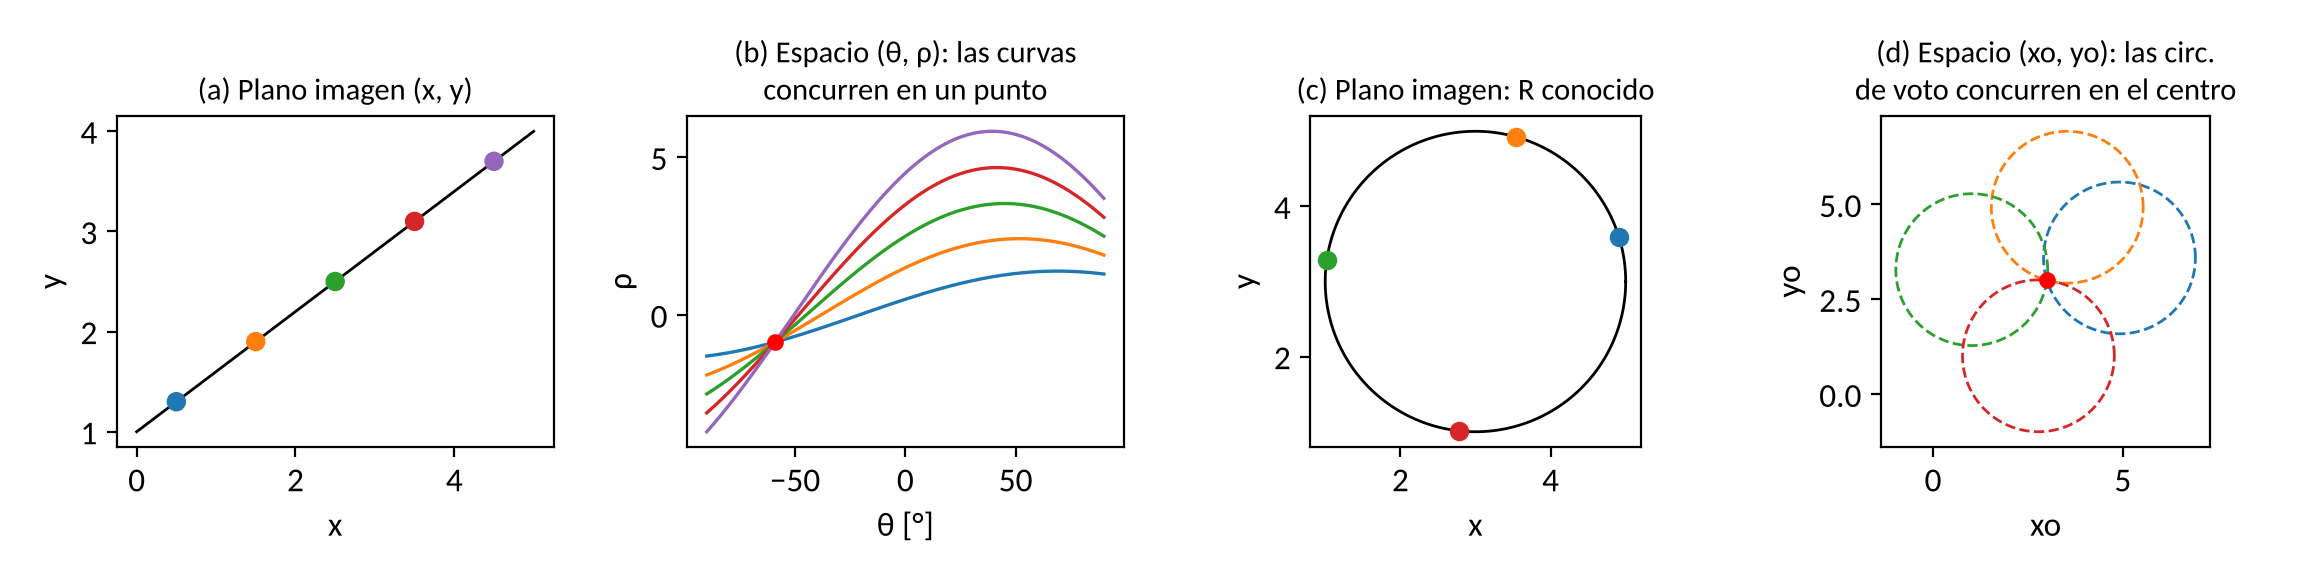 (a) Plano imagen (x, y)
4
3
2
1
y
0
2
4
x
(b) Espacio (θ, ρ): las curvas
concurren en un punto
5
0
ρ
−50
0
50
θ [°]
(c) Plano imagen: R conocido
4
2
y
2
4
x
(d) Espacio (xo, yo): las circ.
de voto concurren en el centro
5.0
2.5
0.0
yo
0
5
xo